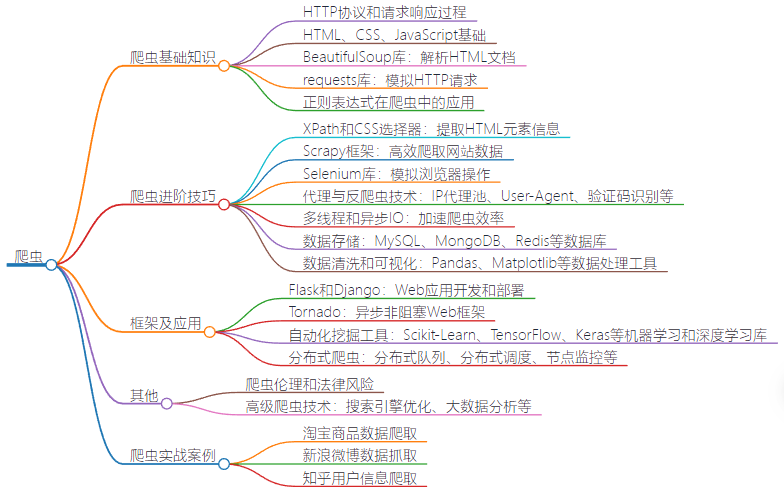 爬虫
爬虫基础知识
HTTP协议和请求响应过程
HTML、CSS、JavaScript基础
BeautifulSoup库：解析HTML文档
requests库：模拟HTTP请求
正则表达式在爬虫中的应用
爬虫进阶技巧
XPath和CSS选择器：提取HTML元素信息
Scrapy框架：高效爬取网站数据
Selenium库：模拟浏览器操作
代理与反爬虫技术：IP代理池、User-Agent、验证码识别等
多线程和异步IO：加速爬虫效率
数据存储：MySQL、MongoDB、Redis等数据库
数据清洗和可视化：Pandas、Matplotlib等数据处理工具
框架及应用
Flask和Django：Web应用开发和部署
Tornado：异步非阻塞Web框架
自动化挖掘工具：Scikit-Learn、TensorFlow、Keras等机器学习和深度学习库
分布式爬虫：分布式队列、分布式调度、节点监控等
其他
爬虫伦理和法律风险
高级爬虫技术：搜索引擎优化、大数据分析等
爬虫实战案例
淘宝商品数据爬取
新浪微博数据抓取
知乎用户信息爬取